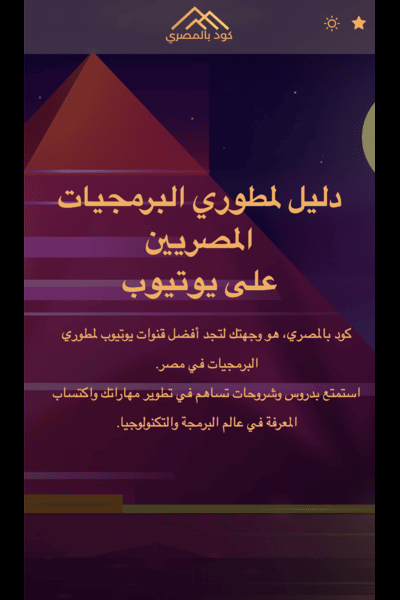 كود بالمصري
دليل لمطوري البرمجيات
المصريين
على يوتيوب
كود بالمصري، هو وجهتك لتجد أفضل قنوات يوتيوب لمطوري
البرمجيات في مصر.
استمتع بدروس وشروحات تساهم في تطوير مهاراتك واكتساب
المعرفة في عالم البرمجة والتكنولوجيا.